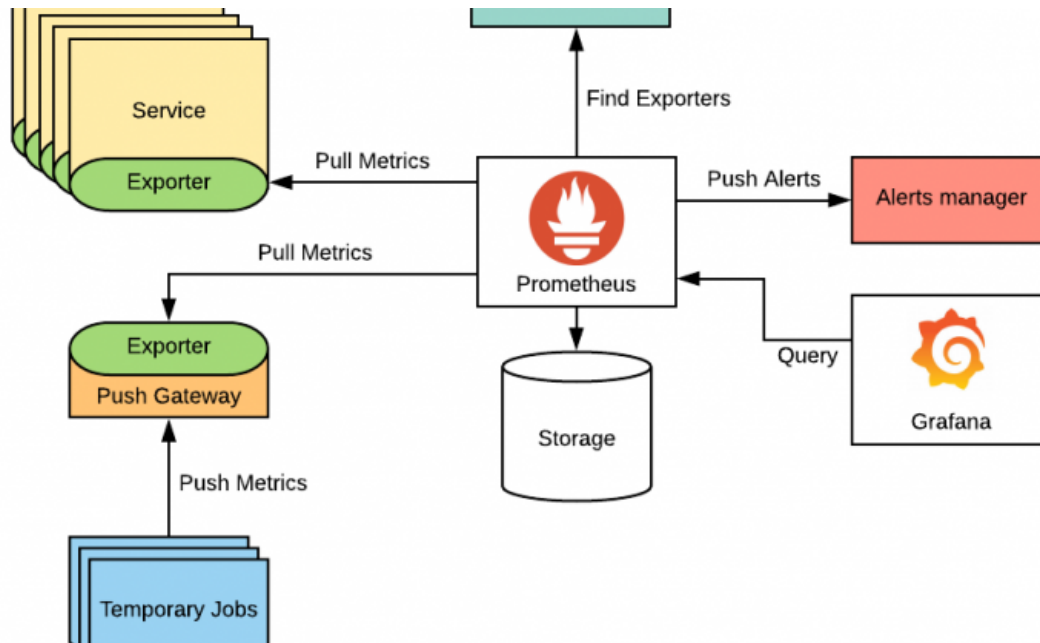 Service
Find Exporters
Pull Metrics
Exporter
Push Alerts
Alerts manager
Pull Metrics
Prometheus
Exporter
Push Gateway
Query
Grafana
Storage
Push Metrics
Temporary Jobs